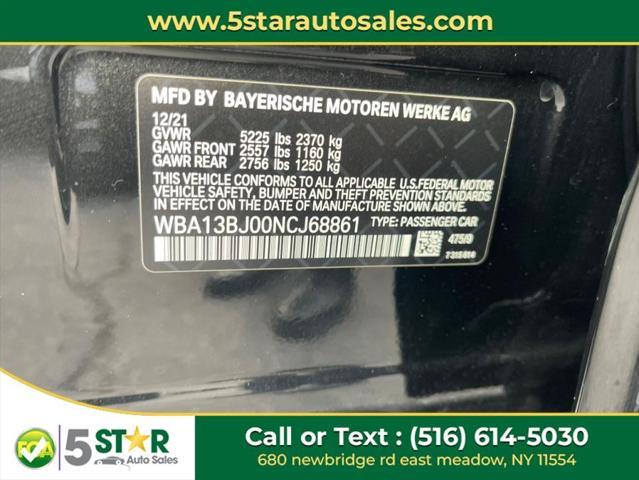 www.5starautosales.com
MFD BY BAYERISCHE MOTOREN WERKE AG
12/21
GVWR 5225 lbs 2370 kg
GAWR FRONT 2557 lbs 1160 kg
GAWR REAR 2756 lbs 1250 kg
THIS VEHICLE CONFORMS TO ALL APPLICABLE U.S.FEDERAL MOTOR
VEHICLE SAFETY, BUMPER AND THEFT PREVENTION STANDARDS
IN EFFECT ON THE DATE OF MANUFACTURE SHOWN ABOVE.
WBA13BJ00NCJ68861 TYPE: PASSENGER CAR
475/9
7315816
FCA
5 STAR
Auto Sales
Call or Text : (516) 614-5030
680 newbridge rd east meadow, NY 11554